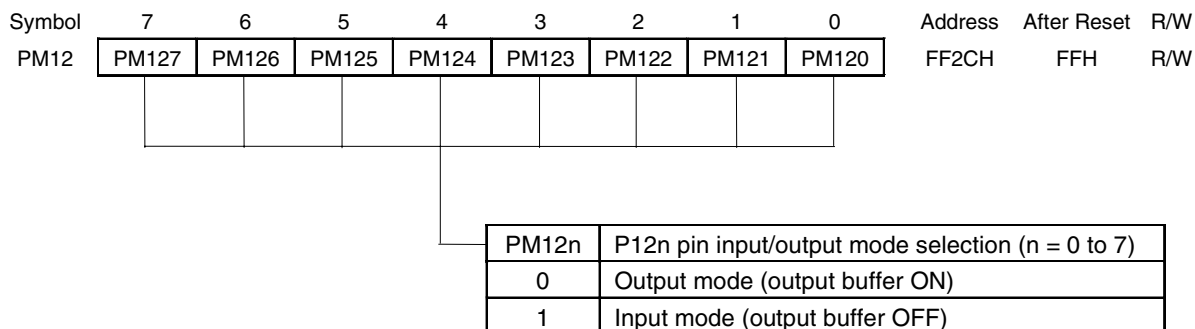 Symbol 7 6 5 4 3 2 1 0 Address After Reset R/W
PM12 PM127 PM126 PM125 PM124 PM123 PM122 PM121 PM120 FF2CH FFH R/W
PM12n P12n pin input/output mode selection (n = 0 to 7)
0 Output mode (output buffer ON)
1 Input mode (output buffer OFF)